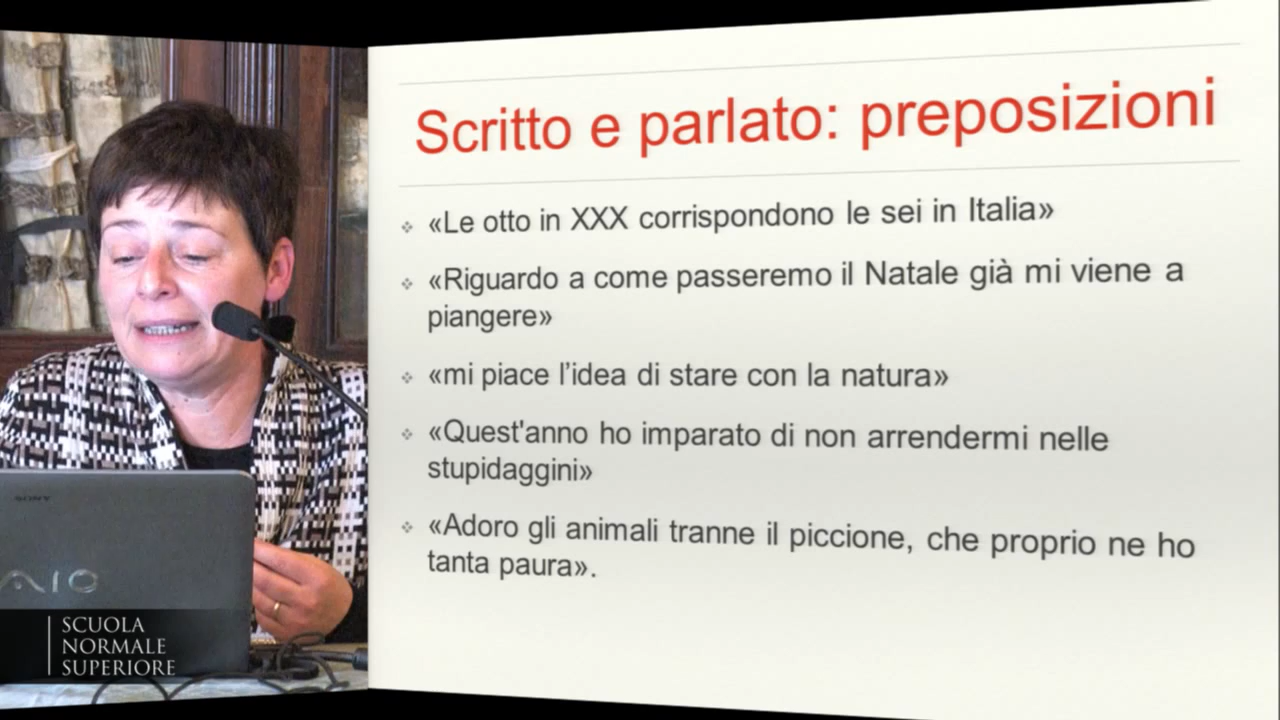 Scritto e parlato: preposizioni
«Le otto in XXX corrispondono le sei in Italia»
«Riguardo a come passeremo il Natale già mi viene a
piangere»
«mi piace l’idea di stare con la natura»
«Quest'anno ho imparato di non arrendermi nelle
stupidaggini»
«Adoro gli animali tranne il piccione, che proprio ne ho
tanta paura».
SONY
VAIO
SCUOLA
NORMALE
SUPERIORE